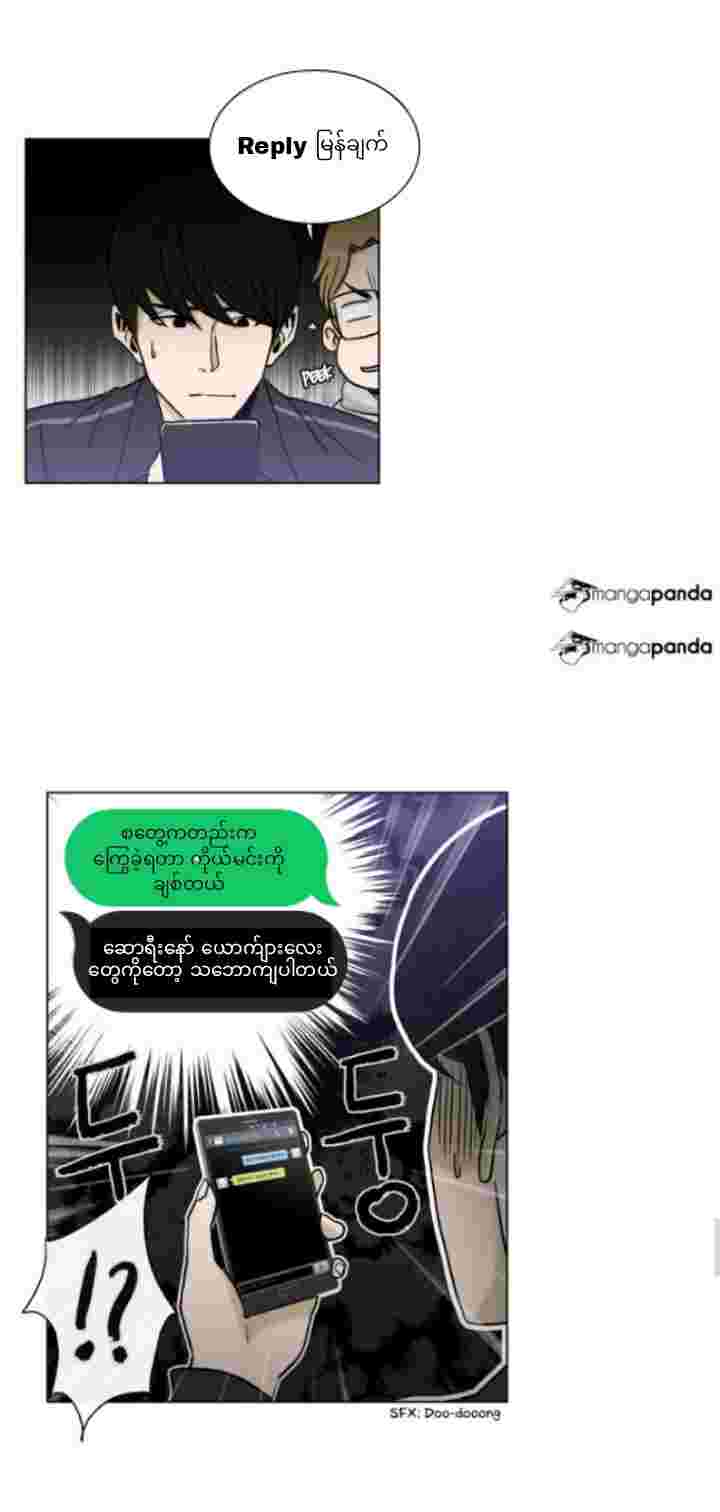 Reply မြန်ချက်
PEEK
mangapanda
mangapanda
စတွေ့ကတည်းက
ကြွေခဲ့ရတာ ကိုယ်မင်းကို
ချစ်တယ်
ဆောရီးနော် ယောက်ျားလေး
တွေကိုတော့ သဘောကျပါတယ်
두둥
!?
SFX: Doo-dooong